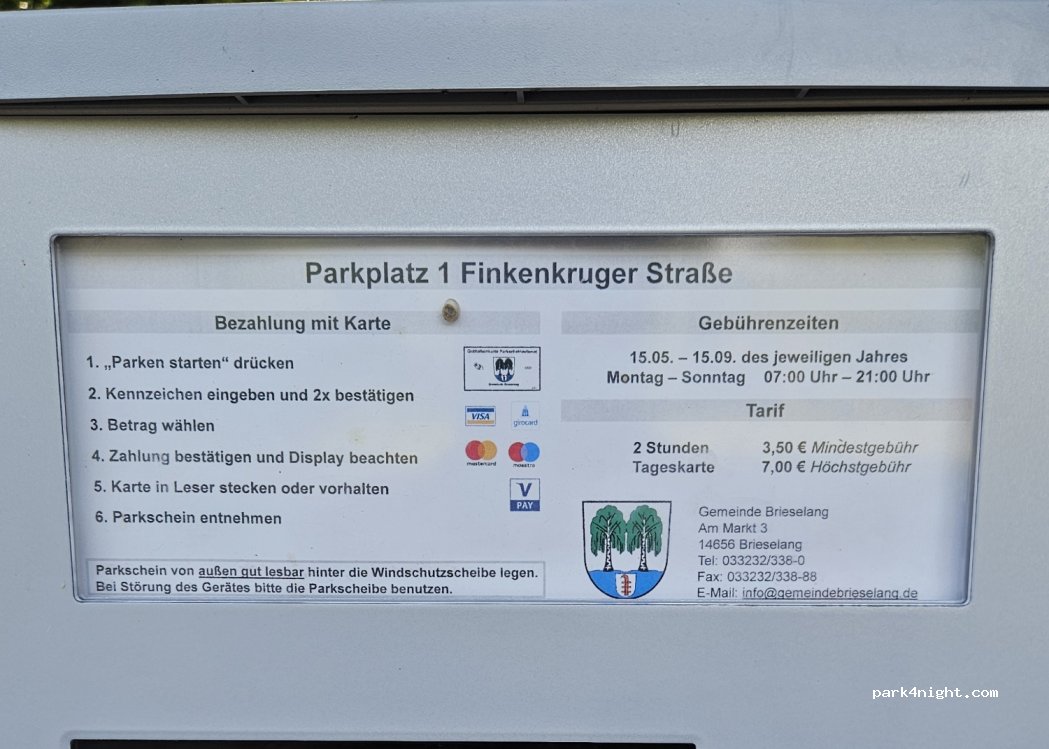 Parkplatz 1 Finkenkruger Straße
Bezahlung mit Karte
1. „Parken starten“ drücken
2. Kennzeichen eingeben und 2x bestätigen
3. Betrag wählen
4. Zahlung bestätigen und Display beachten
5. Karte in Leser stecken oder vorhalten
6. Parkschein entnehmen
VISA
girocard
mastercard
maestro
V
PAY
Parkschein von außen gut lesbar hinter die Windschutzscheibe legen.
Bei Störung des Gerätes bitte die Parkscheibe benutzen.
Gebührenzeiten
15.05. – 15.09. des jeweiligen Jahres
Montag – Sonntag 07:00 Uhr – 21:00 Uhr
Tarif
2 Stunden 3,50 € Mindestgebühr
Tageskarte 7,00 € Höchstgebühr
Gemeinde Brieselang
Am Markt 3
14656 Brieselang
Tel: 033232/338-0
Fax: 033232/338-88
E-Mail: info@gemeindebrieselang.de
park4night.com